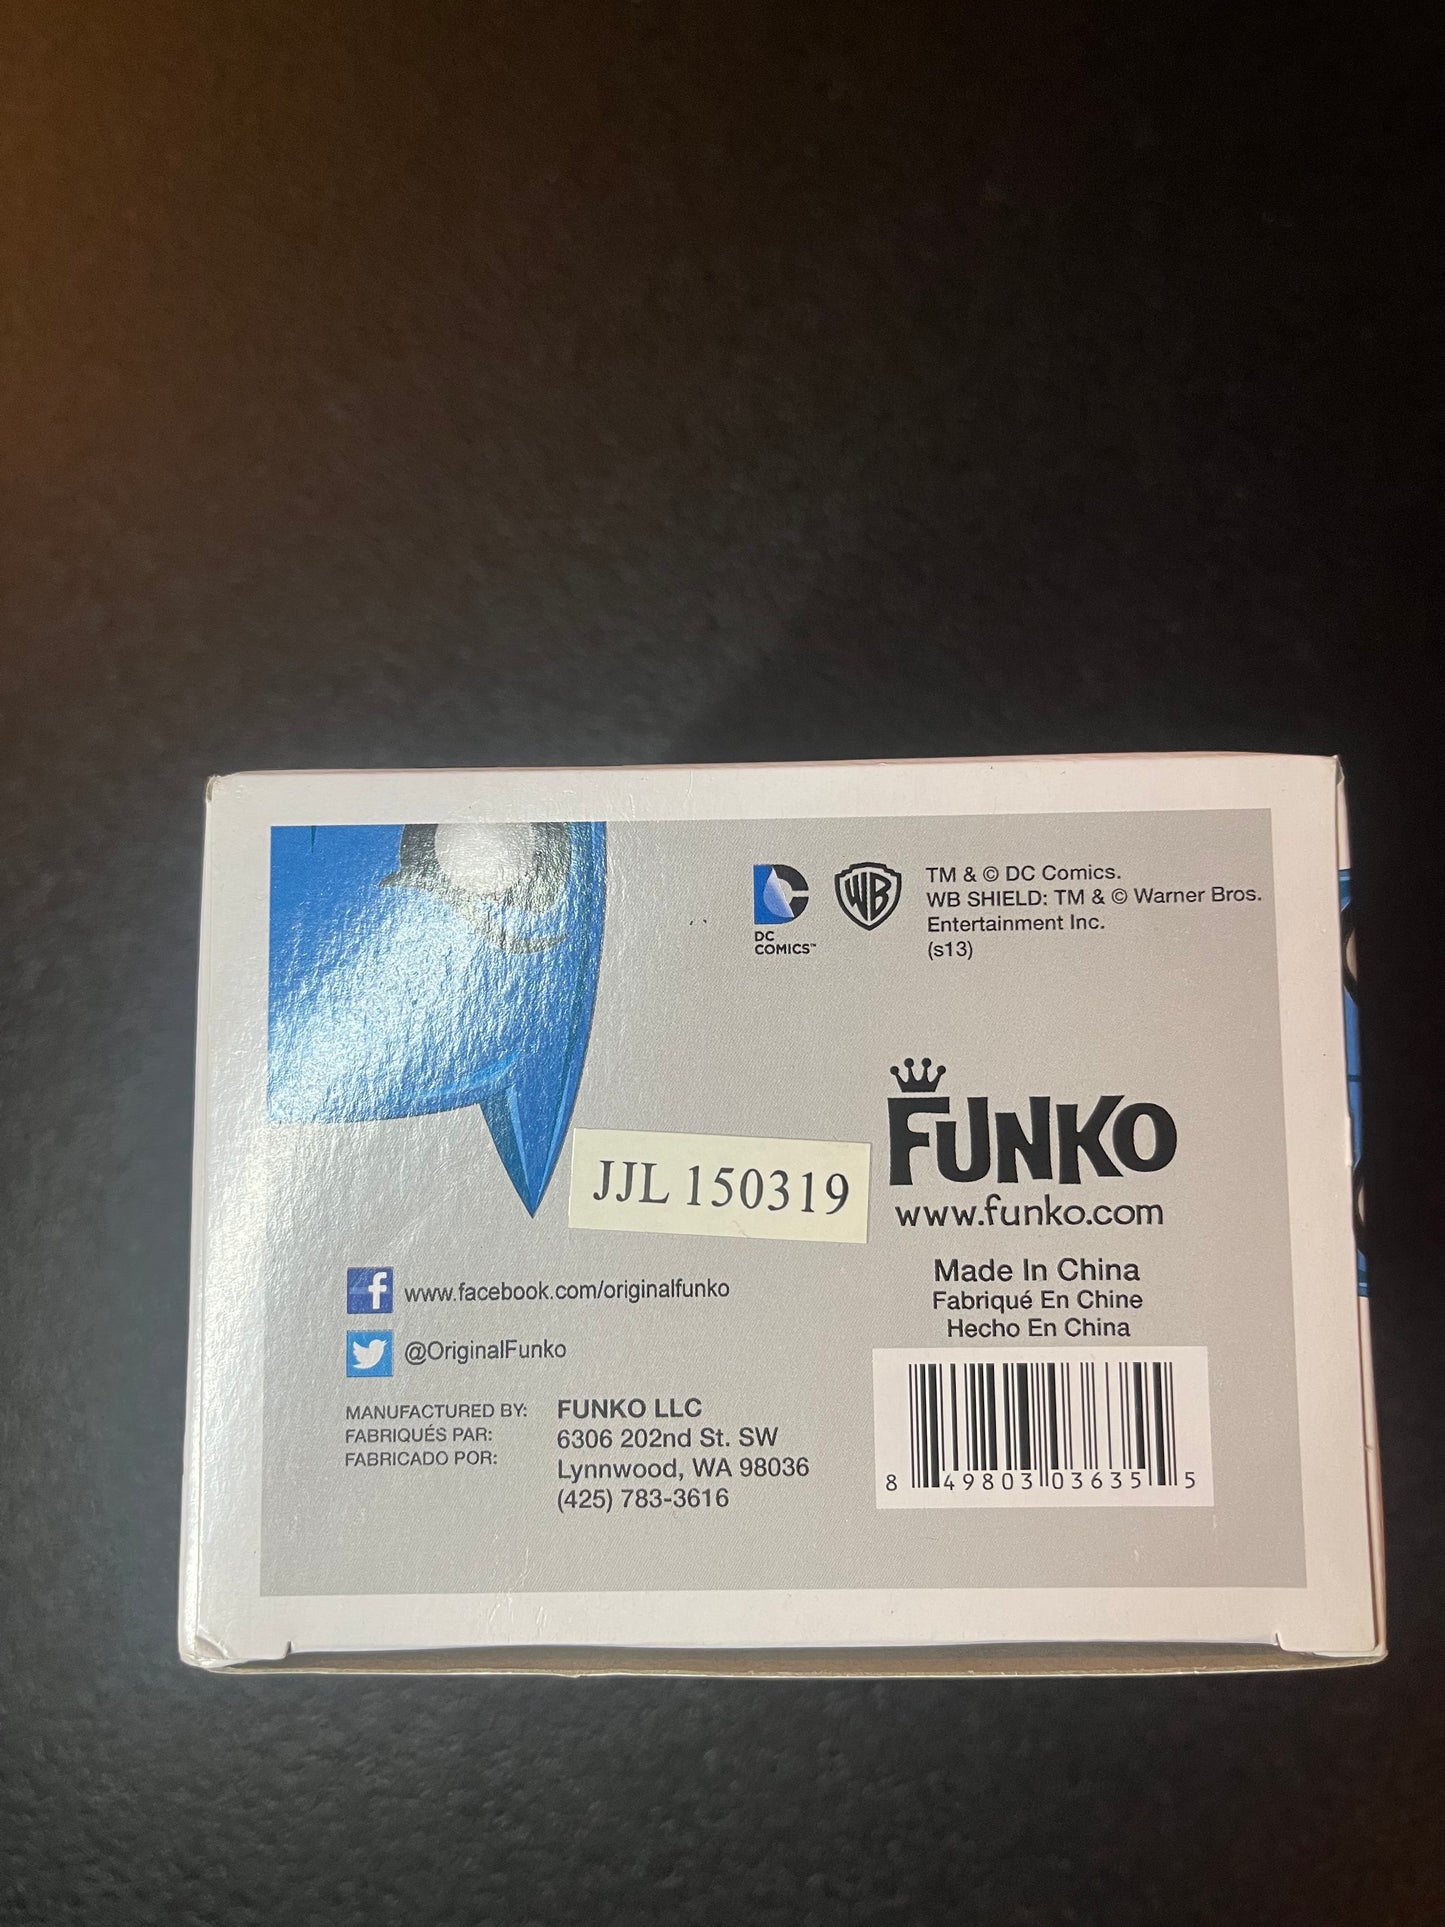 DC
COMICS™
WB
TM & © DC Comics.
WB SHIELD: TM & © Warner Bros.
Entertainment Inc.
(s13)
FUNKO
www.funko.com
JJL 150319
f www.facebook.com/originalfunko
@OriginalFunko
Made In China
Fabriqué En Chine
Hecho En China
MANUFACTURED BY:
FABRIQUÉS PAR:
FABRICADO POR:
FUNKO LLC
6306 202nd St. SW
Lynnwood, WA 98036
(425) 783-3616
8 49803 03635 5